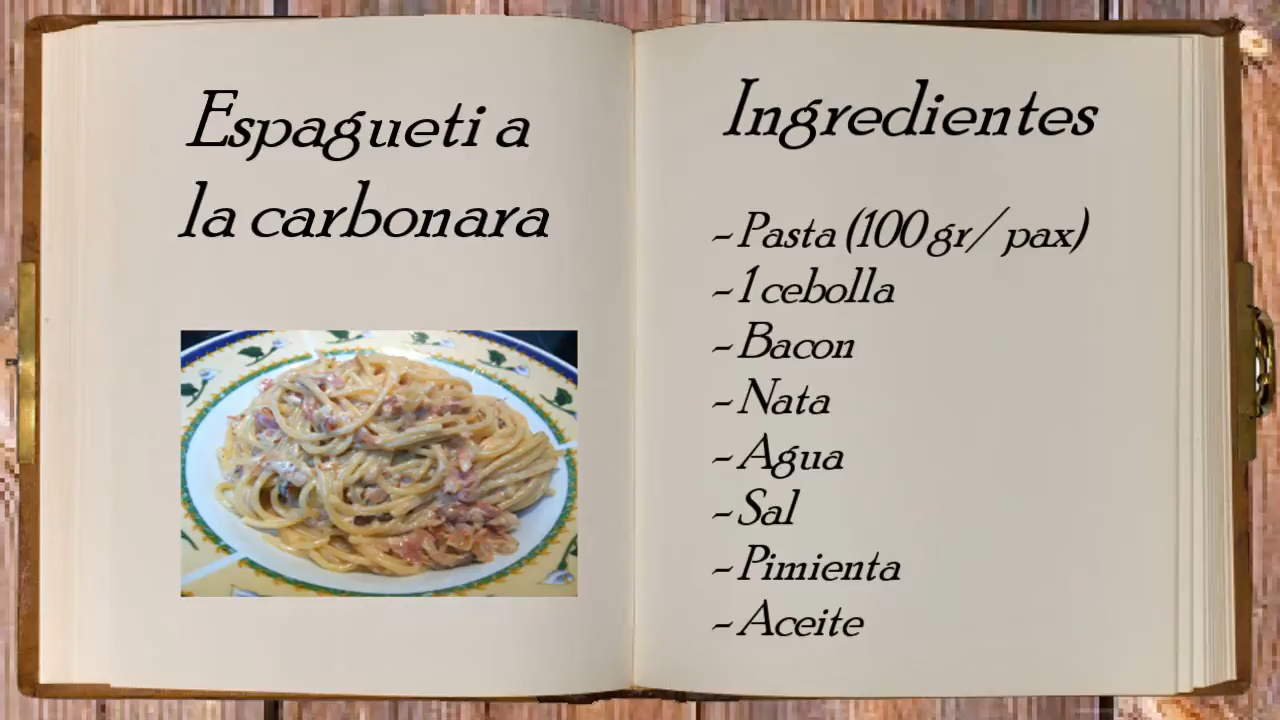 Espagueti a
la carbonara
Ingredientes
- Pasta (100 gr/ pax)
- 1 cebolla
- Bacon
- Nata
- Agua
- Sal
- Pimienta
- Aceite